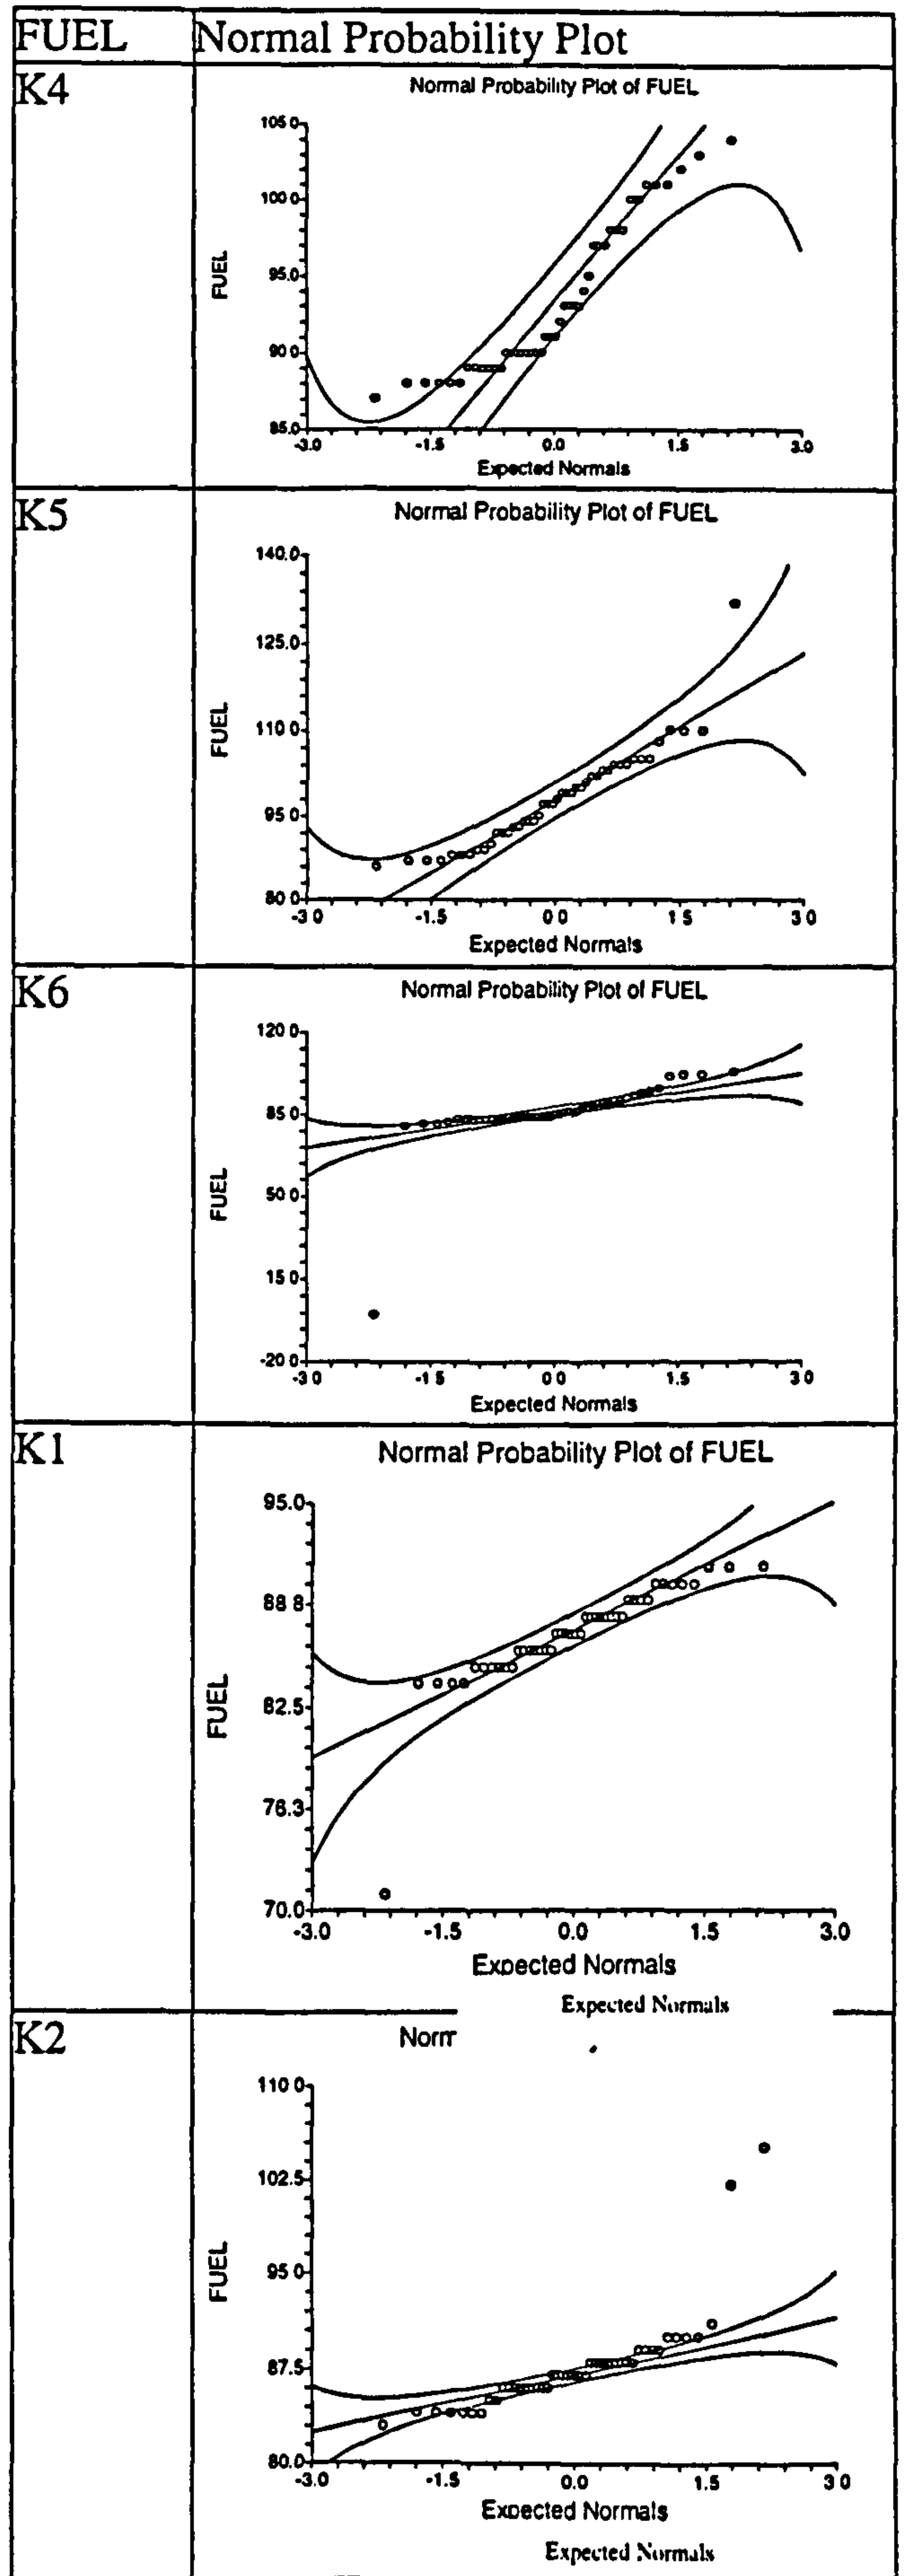 FUEL Normal Probability Plot
K4
Normal Probability Plot of FUEL
FUEL
105 0
100 0
95.0
90 0
85.0
-3.0 -1.5 0.0 1.5 3.0
Expected Normals
K5
Normal Probability Plot of FUEL
FUEL
140.0
125.0
110 0
95 0
80 0
-3 0 -1.5 0 0 1 5 3 0
Expected Normals
K6
Normal Probability Plot of FUEL
FUEL
120 0
85 0
50 0
15 0
-20 0
-3 0 -1 5 0 0 1.5 3 0
Expected Normals
K1
Normal Probability Plot of FUEL
FUEL
95.0
88 8
82.5
76.3
70.0
-3.0 -1.5 0.0 1.5 3.0
Expected Normals
Expected Normals
K2
Norm
FUEL
110 0
102.5
95 0
87.5
80.0
-3.0 -1.5 0.0 1.5 3 0
Expected Normals
Expected Normals